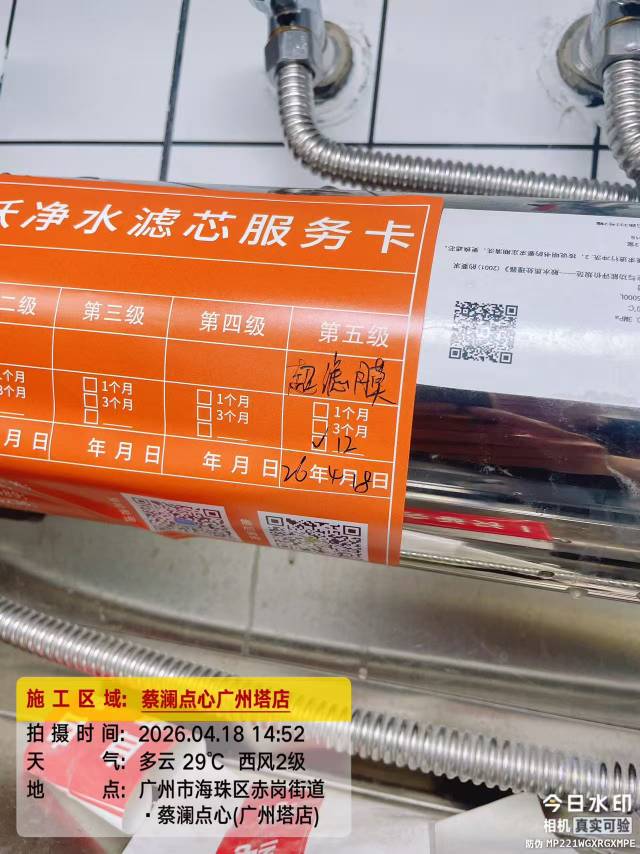 净水滤芯服务卡
二级 第三级 第四级 第五级
超滤膜
1个月 1个月 1个月 1个月
3个月 3个月 3个月 3个月
✓ 12
月日 年月日 年月日 26年4月18日
施工区域: 蔡澜点心广州塔店
拍摄时间: 2026.04.18 14:52
天气: 多云 29℃ 西风2级
地点: 广州市海珠区赤岗街道
·蔡澜点心(广州塔店)
今日水印
相机 真实可验
防伪 MP221WGXRGXMPE